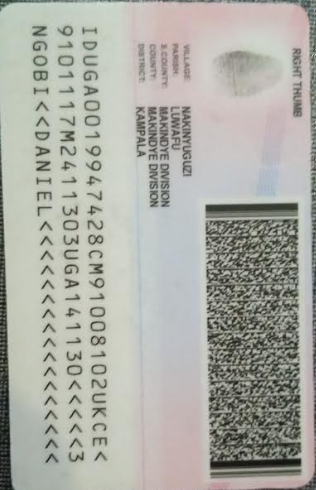 RIGHT THUMB
VILLAGE: NAKINYUGUZI
PARISH: LUWAFU
S.COUNTY: MAKINDYE DIVISION
COUNTY: MAKINDYE DIVISION
DISTRICT: KAMPALA
IDUGA0019947428CM91008102UKCE<
9101117M2411303UGA141130<<<<<3
NGOBI<<DANIEL<<<<<<<<<<<<<<<<<